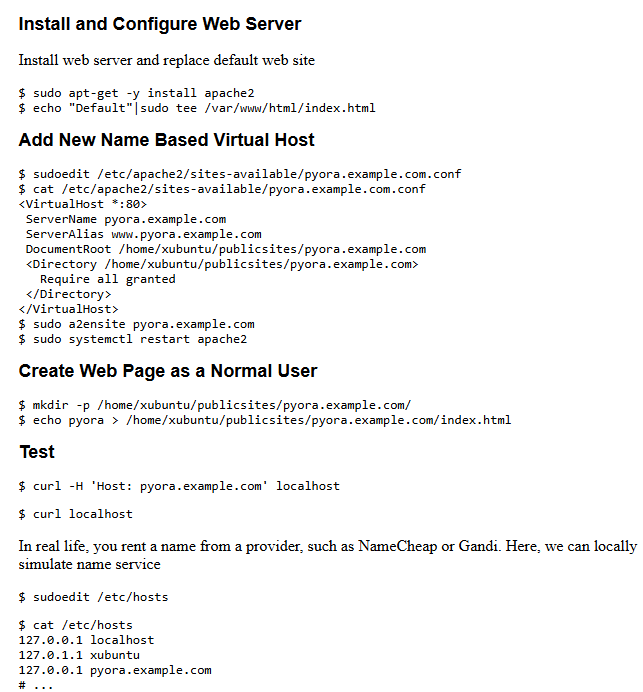 Install and Configure Web Server
Install web server and replace default web site
$ sudo apt-get -y install apache2
$ echo "Default"|sudo tee /var/www/html/index.html
Add New Name Based Virtual Host
$ sudoedit /etc/apache2/sites-available/pyora.example.com.conf
$ cat /etc/apache2/sites-available/pyora.example.com.conf
<VirtualHost *:80>
 ServerName pyora.example.com
 ServerAlias www.pyora.example.com
 DocumentRoot /home/xubuntu/publicsites/pyora.example.com
 <Directory /home/xubuntu/publicsites/pyora.example.com>
   Require all granted
 </Directory>
</VirtualHost>
$ sudo a2ensite pyora.example.com
$ sudo systemctl restart apache2
Create Web Page as a Normal User
$ mkdir -p /home/xubuntu/publicsites/pyora.example.com/
$ echo pyora > /home/xubuntu/publicsites/pyora.example.com/index.html
Test
$ curl -H 'Host: pyora.example.com' localhost
$ curl localhost
In real life, you rent a name from a provider, such as NameCheap or Gandi. Here, we can locally
simulate name service
$ sudoedit /etc/hosts
$ cat /etc/hosts
127.0.0.1 localhost
127.0.1.1 xubuntu
127.0.0.1 pyora.example.com
# ...